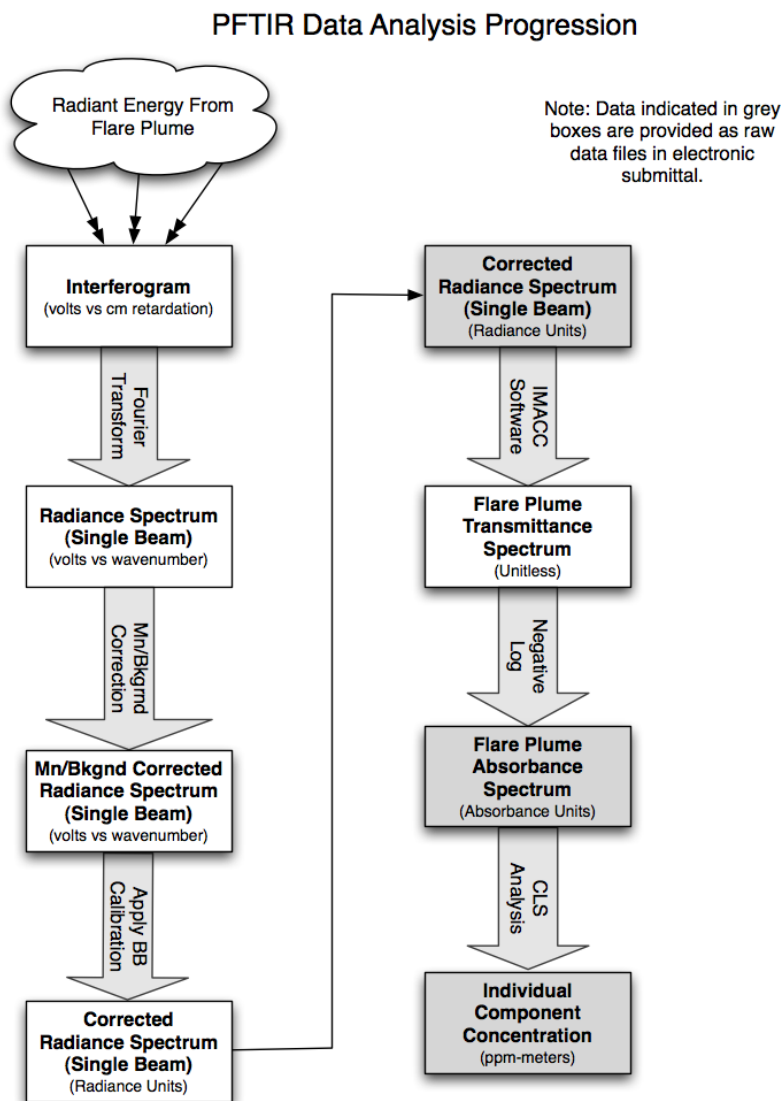 PFTIR Data Analysis Progression
Radiant Energy From
Flare Plume
Note: Data indicated in grey
boxes are provided as raw
data files in electronic
submittal.
Interferogram
(volts vs cm retardation)
Fourier
Transform
Radiance Spectrum
(Single Beam)
(volts vs wavenumber)
Mn/Bkgrnd
Correction
Mn/Bkgnd Corrected
Radiance Spectrum
(Single Beam)
(volts vs wavenumber)
Apply BB
Calibration
Corrected
Radiance Spectrum
(Single Beam)
(Radiance Units)
Corrected
Radiance Spectrum
(Single Beam)
(Radiance Units)
IMACC
Software
Flare Plume
Transmittance
Spectrum
(Unitless)
Negative
Log
Flare Plume
Absorbance
Spectrum
(Absorbance Units)
CLS
Analysis
Individual
Component
Concentration
(ppm-meters)